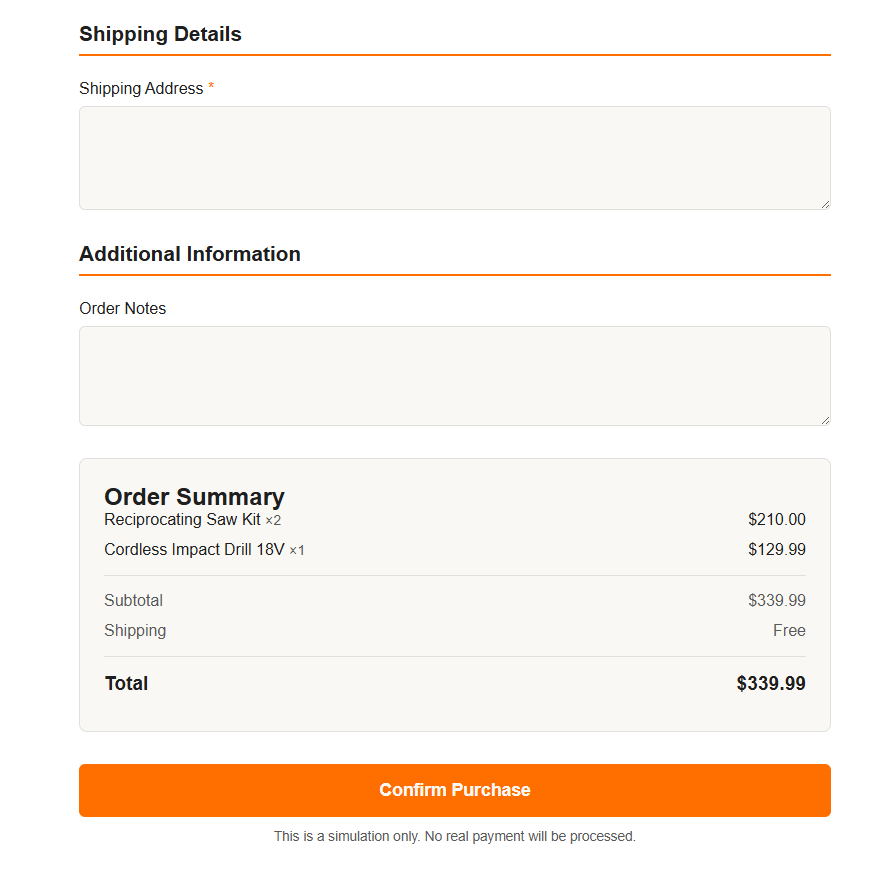 Shipping Details
Shipping Address *
Additional Information
Order Notes
Order Summary
Reciprocating Saw Kit ×2 $210.00
Cordless Impact Drill 18V ×1 $129.99
Subtotal $339.99
Shipping Free
Total $339.99
Confirm Purchase
This is a simulation only. No real payment will be processed.